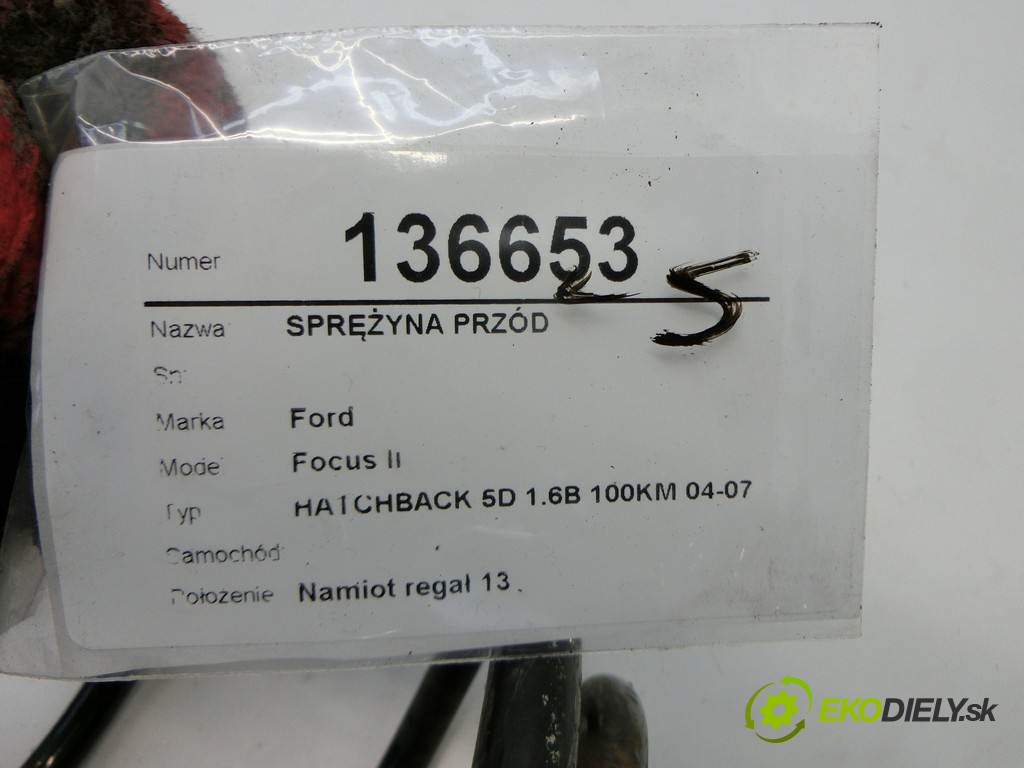 Numer 136653
5
Nazwa SPRĘŻYNA PRZÓD
Marka Ford
Model Focus II
Typ HATCHBACK 5D 1.6B 100KM 04-07
Samochód
Położenie Namiot regał 13
EKODIELY.sk